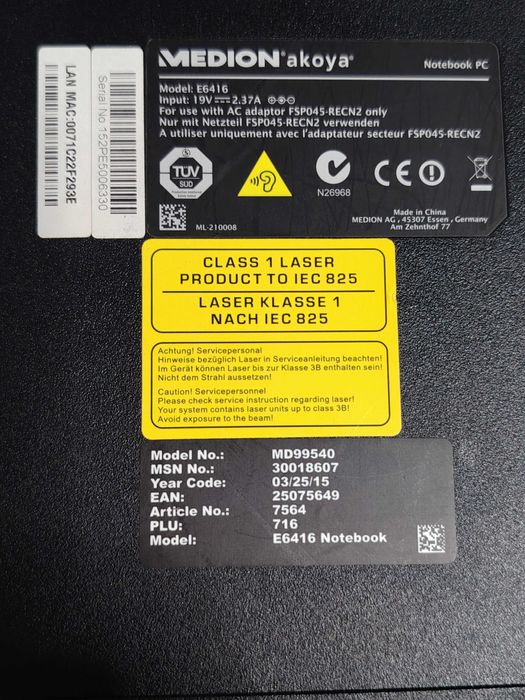 LAN MAC:0071C22F293E
Serial No 152PE5006330
MEDION® akoya®
Notebook PC
Model: E6416
Input: 19V⎓2.37A
For use with AC adaptor FSP045-RECN2 only
Nur mit Netzteil FSP045-RECN2 verwenden
A utiliser uniquement avec l'adaptateur secteur FSP045-RECN2
TÜV
SÜD
N26968
CE
ML-210008
Made in China
MEDION AG, 45307 Essen, Germany
Am Zehnthof 77
CLASS 1 LASER
PRODUCT TO IEC 825
LASER KLASSE 1
NACH IEC 825
Achtung! Servicepersonal
Hinweise bezüglich Laser in Serviceanleitung beachten!
Im Gerät können Laser bis zur Klasse 3B enthalten sein!
Nicht dem Strahl aussetzen!
Caution! Servicepersonnel
Please check service instruction regarding laser!
Your system contains laser units up to class 3B!
Avoid exposure to the beam!
Model No.: MD99540
MSN No.: 30018607
Year Code: 03/25/15
EAN: 25075649
Article No.: 7564
PLU: 716
Model: E6416 Notebook